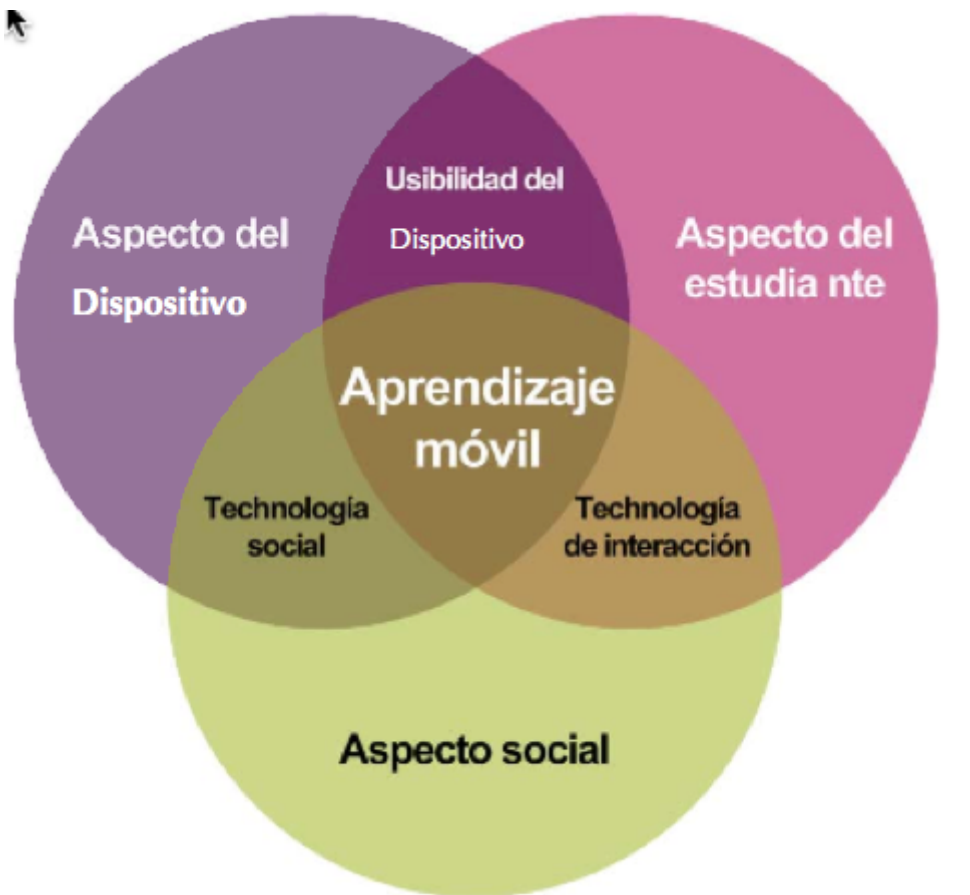 Usibilidad del
Dispositivo
Aspecto del
Dispositivo
Aspecto del
estudia nte
Aprendizaje
móvil
Technología
social
Technología
de interacción
Aspecto social